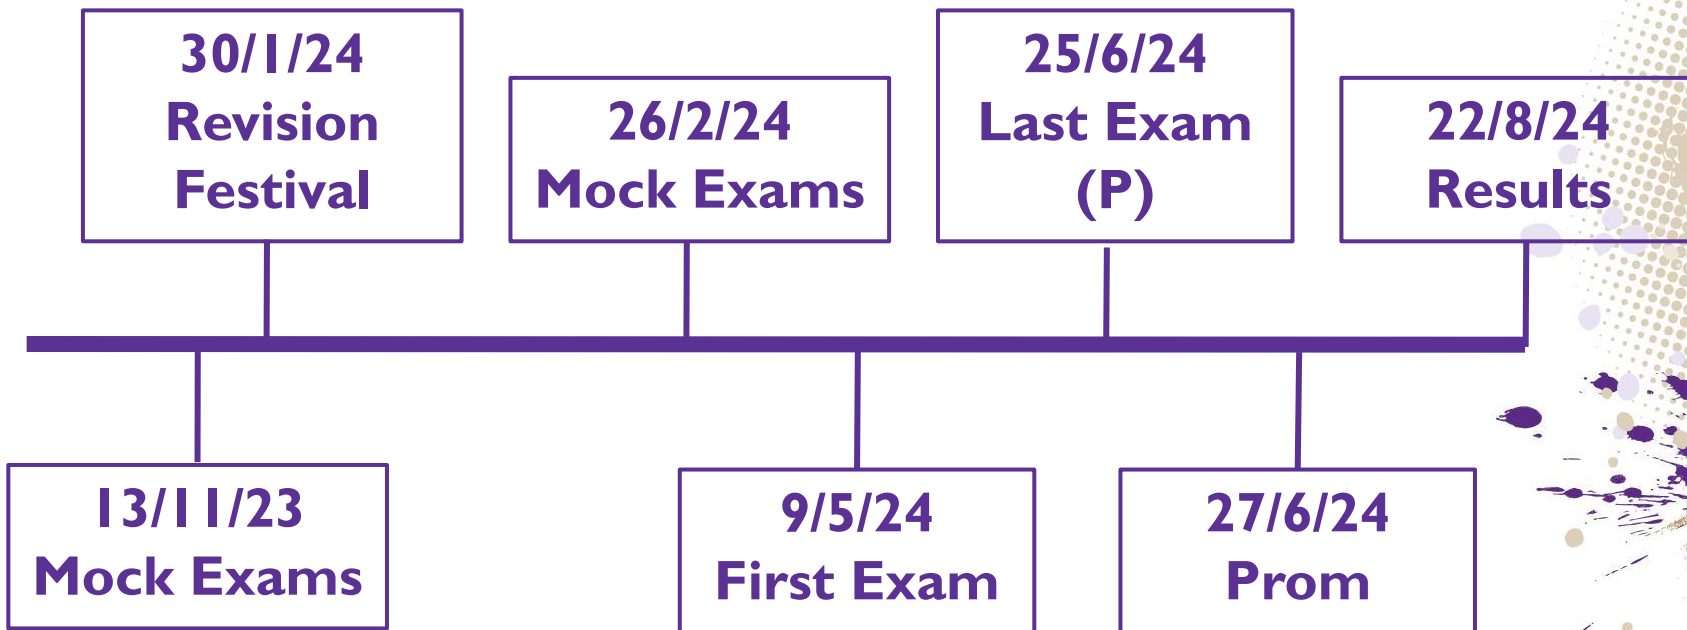 30/1/24
Revision
Festival
26/2/24
Mock Exams
25/6/24
Last Exam
(P)
22/8/24
Results
13/11/23
Mock Exams
9/5/24
First Exam
27/6/24
Prom